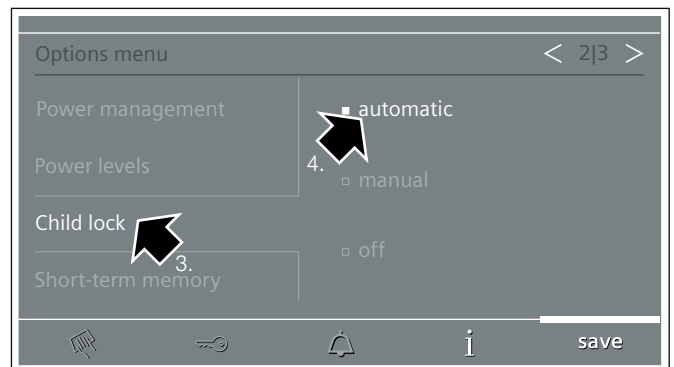 Options menu
< 2|3 >
Power management
automatic
4.
Power levels
manual
Child lock
3.
off
Short-term memory
i
save